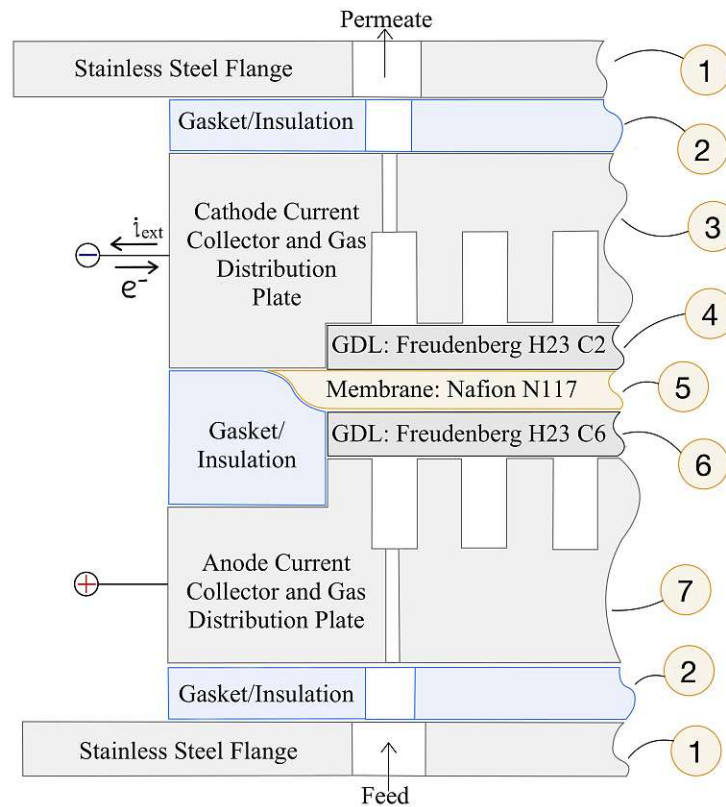 Permeate
Stainless Steel Flange
1
Gasket/Insulation
2
Cathode Current
Collector and Gas
Distribution
Plate
3
i_ext
−
e⁻
GDL: Freudenberg H23 C2
4
Membrane: Nafion N117
5
Gasket/
Insulation
GDL: Freudenberg H23 C6
6
Anode Current
Collector and Gas
Distribution Plate
+
7
Gasket/Insulation
2
Stainless Steel Flange
1
Feed